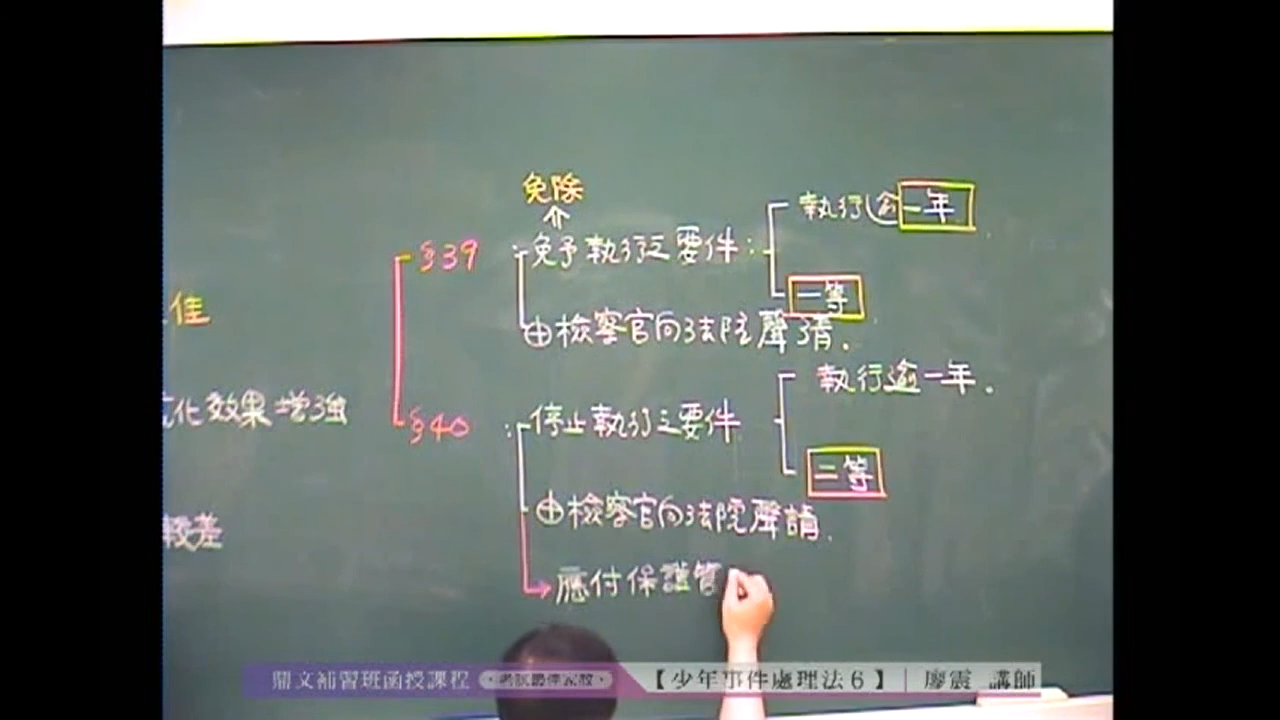 免除
§39 : 免予執行之要件 :
執行逾一年
一等
由檢察官向法院聲請.
佳
化效果增強
§40 : 停止執行之要件
執行逾一年.
二等
由檢察官向法院聲請.
較差
應付保護管
鼎文補習班函授課程
【少年事件處理法6】 | 廖震 講師